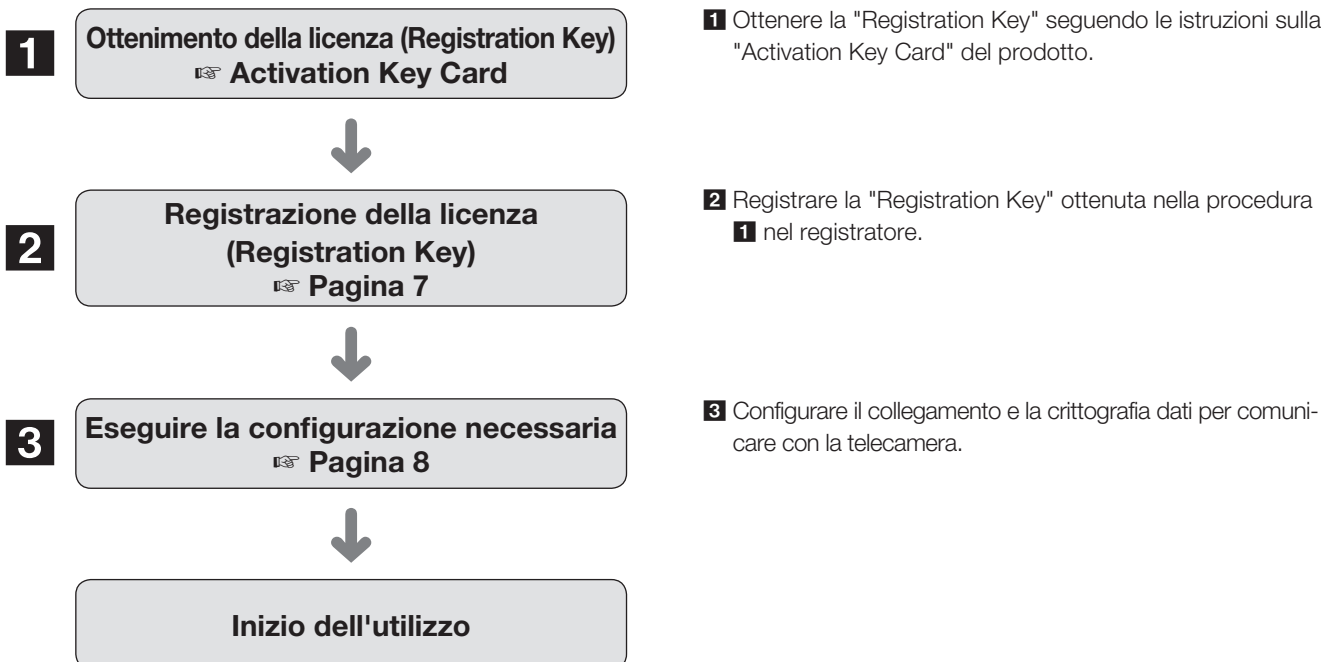 1
Ottenimento della licenza (Registration Key)
☞ Activation Key Card
1 Ottenere la "Registration Key" seguendo le istruzioni sulla
"Activation Key Card" del prodotto.
2
Registrazione della licenza
(Registration Key)
☞ Pagina 7
2 Registrare la "Registration Key" ottenuta nella procedura
1 nel registratore.
3
Eseguire la configurazione necessaria
☞ Pagina 8
3 Configurare il collegamento e la crittografia dati per comuni-
care con la telecamera.
Inizio dell'utilizzo